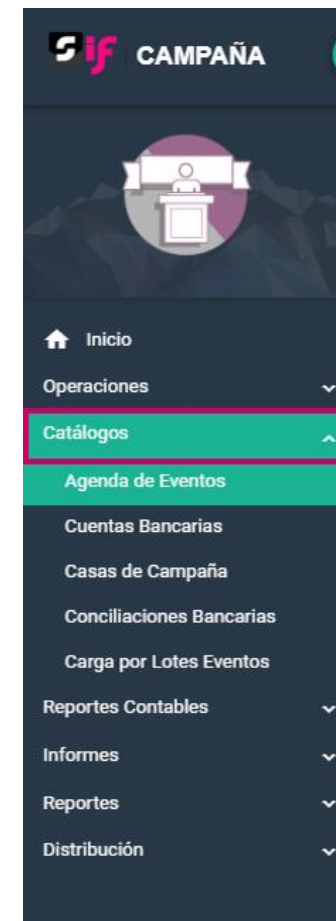 Sif CAMPAÑA
Inicio
Operaciones
Catálogos
Agenda de Eventos
Cuentas Bancarias
Casas de Campaña
Conciliaciones Bancarias
Carga por Lotes Eventos
Reportes Contables
Informes
Reportes
Distribución